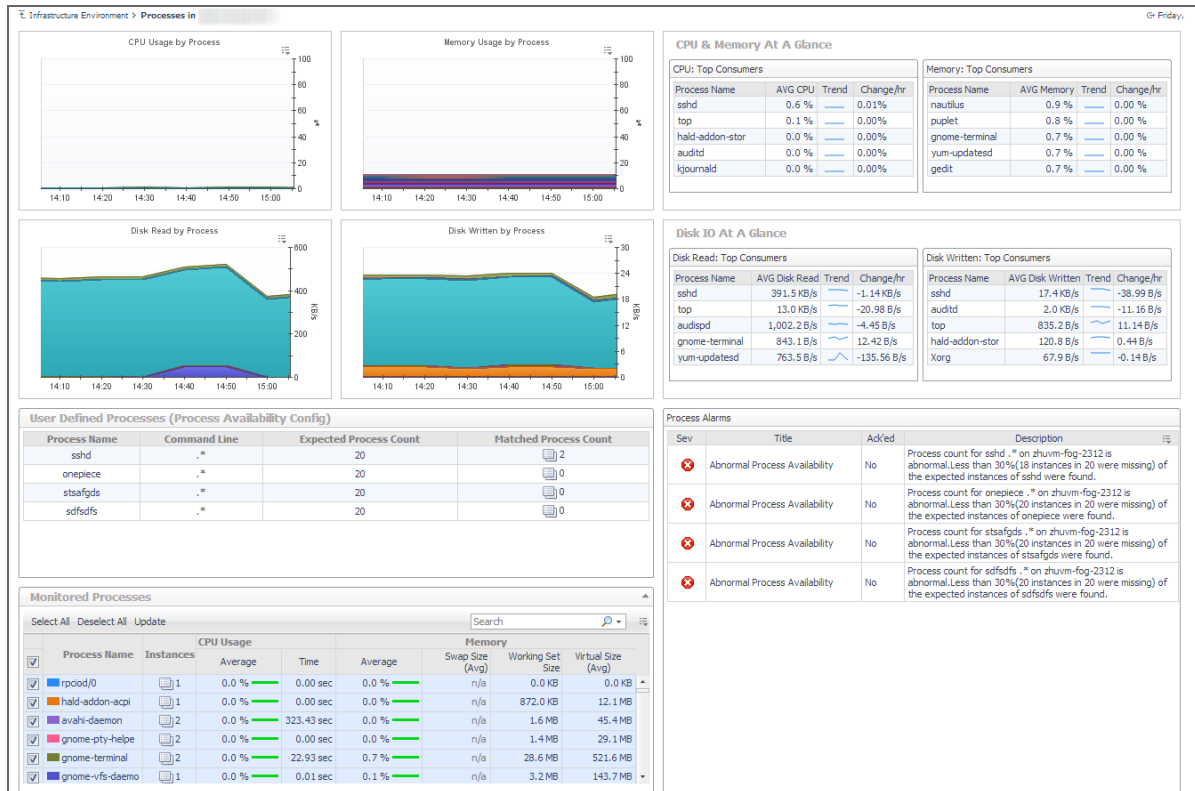 Infrastructure Environment > Processes in
Friday,
CPU Usage by Process
100
80
60
40
20
0
%
14:10 14:20 14:30 14:40 14:50 15:00
Memory Usage by Process
100
80
60
40
20
0
%
14:10 14:20 14:30 14:40 14:50 15:00
CPU & Memory At A Glance
CPU: Top Consumers
Process Name AVG CPU Trend Change/hr
sshd 0.6 % 0.01%
top 0.1 % 0.00%
hald-addon-stor 0.0 % 0.00%
auditd 0.0 % 0.00%
kjournald 0.0 % 0.00%
Memory: Top Consumers
Process Name AVG Memory Trend Change/hr
nautilus 0.9 % 0.00 %
puplet 0.8 % 0.00 %
gnome-terminal 0.7 % 0.00 %
yum-updatesd 0.7 % 0.00 %
gedit 0.7 % 0.00 %
Disk Read by Process
600
400
200
0
KB/s
14:10 14:20 14:30 14:40 14:50 15:00
Disk Written by Process
30
24
18
12
6
0
KB/s
14:10 14:20 14:30 14:40 14:50 15:00
Disk IO At A Glance
Disk Read: Top Consumers
Process Name AVG Disk Read Trend Change/hr
sshd 391.5 KB/s -1.14 KB/s
top 13.0 KB/s -20.98 B/s
audispd 1,002.2 B/s -4.45 B/s
gnome-terminal 843.1 B/s 12.42 B/s
yum-updatesd 763.5 B/s -135.56 B/s
Disk Written: Top Consumers
Process Name AVG Disk Written Trend Change/hr
sshd 17.4 KB/s -38.99 B/s
auditd 2.0 KB/s -11.16 B/s
top 835.2 B/s 11.14 B/s
hald-addon-stor 120.8 B/s 0.44 B/s
Xorg 67.9 B/s -0.14 B/s
User Defined Processes (Process Availability Config)
Process Name Command Line Expected Process Count Matched Process Count
sshd .* 20 2
onepiece .* 20 0
stsafgds .* 20 0
sdfsdfs .* 20 0
Process Alarms
Sev Title Ack'ed Description
Abnormal Process Availability No
Process count for sshd .* on zhuvm-fog-2312 is
abnormal.Less than 30%(18 instances in 20 were missing) of
the expected instances of sshd were found.
Abnormal Process Availability No
Process count for onepiece .* on zhuvm-fog-2312 is
abnormal.Less than 30%(20 instances in 20 were missing) of
the expected instances of onepiece were found.
Abnormal Process Availability No
Process count for stsafgds .* on zhuvm-fog-2312 is
abnormal.Less than 30%(20 instances in 20 were missing) of
the expected instances of stsafgds were found.
Abnormal Process Availability No
Process count for sdfsdfs .* on zhuvm-fog-2312 is
abnormal.Less than 30%(20 instances in 20 were missing) of
the expected instances of sdfsdfs were found.
Monitored Processes
Select All Deselect All Update Search
CPU Usage Memory
Process Name Instances Average Time Average Swap Size (Avg) Working Set Size Virtual Size (Avg)
rpciod/0 1 0.0 % 0.00 sec 0.0 % n/a 0.0 KB 0.0 KB
hald-addon-acpi 1 0.0 % 0.00 sec 0.0 % n/a 872.0 KB 12.1 MB
avahi-daemon 2 0.0 % 323.43 sec 0.0 % n/a 1.6 MB 45.4 MB
gnome-pty-helpe 2 0.0 % 0.00 sec 0.0 % n/a 1.4 MB 29.1 MB
gnome-terminal 2 0.0 % 22.93 sec 0.7 % n/a 28.6 MB 521.6 MB
gnome-vfs-daemo 1 0.0 % 0.01 sec 0.1 % n/a 3.2 MB 143.7 MB